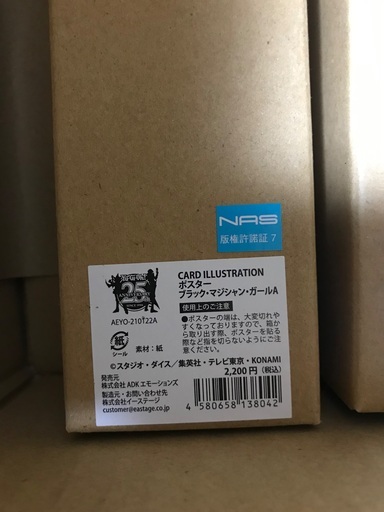 NAS
版権許諾証 7
25th
ANNIVERSARY
AEYO-210122A
紙
シール
素材：紙
CARD ILLUSTRATION
ポスター
ブラック・マジシャン・ガールA
使用上のご注意
●ポスターの端は、大変切れや
すくなっておりますので、箱か
ら取り出す際、ポスターを貼る
際など指を切らないようにご注
意ください。
©スタジオ・ダイス／集英社・テレビ東京・KONAMI
2,200円（税込）
発売元
株式会社 ADK エモーションズ
製造元・お問い合わせ先
株式会社イーステージ
customer@eastage.co.jp
4 580658 138042